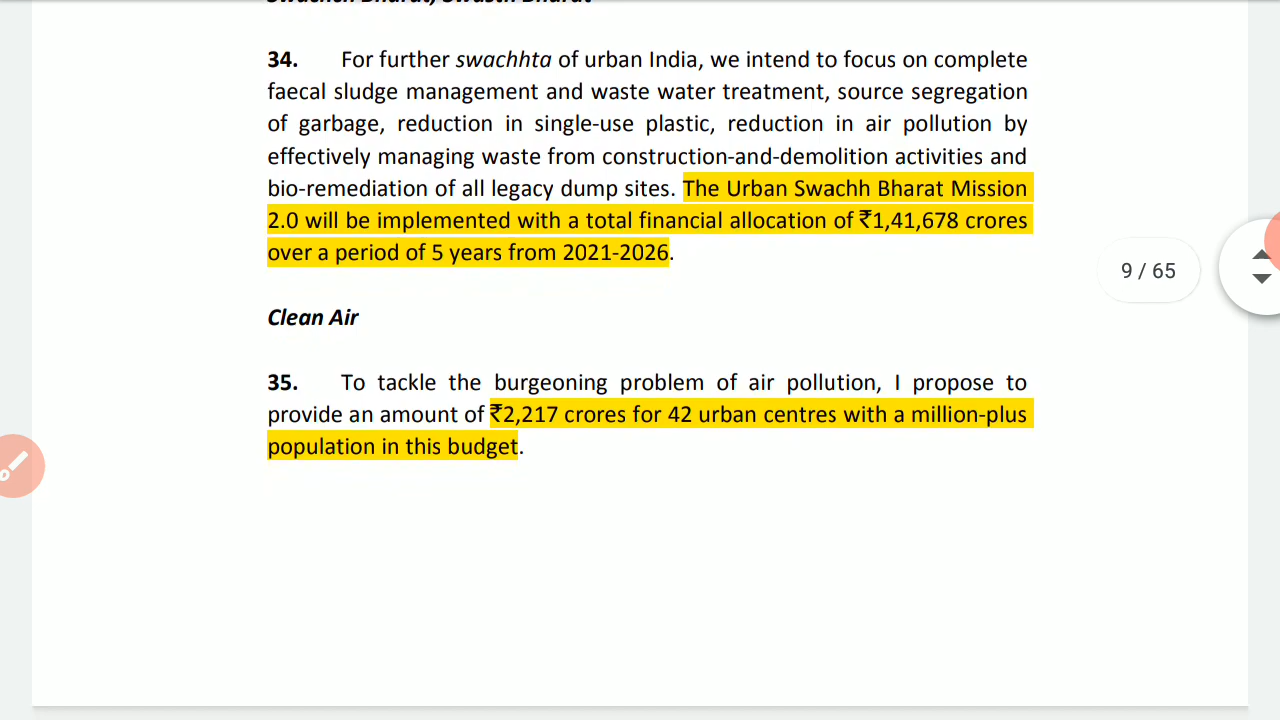 Swachch Bharat, Swasth Bharat
34. For further swachhta of urban India, we intend to focus on complete
faecal sludge management and waste water treatment, source segregation
of garbage, reduction in single-use plastic, reduction in air pollution by
effectively managing waste from construction-and-demolition activities and
bio-remediation of all legacy dump sites. The Urban Swachh Bharat Mission
2.0 will be implemented with a total financial allocation of ₹1,41,678 crores
over a period of 5 years from 2021-2026.
9 / 65
Clean Air
35. To tackle the burgeoning problem of air pollution, I propose to
provide an amount of ₹2,217 crores for 42 urban centres with a million-plus
population in this budget.